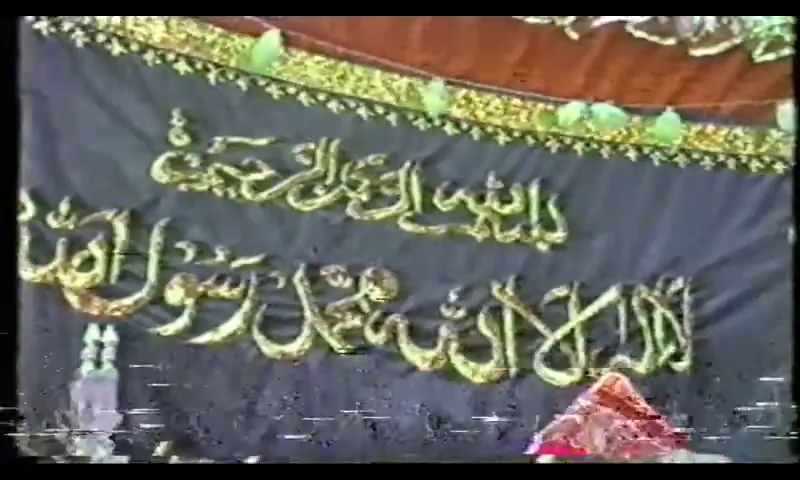 بسم الله الرحمن الرحيم
لا اله الا الله محمد رسول الله